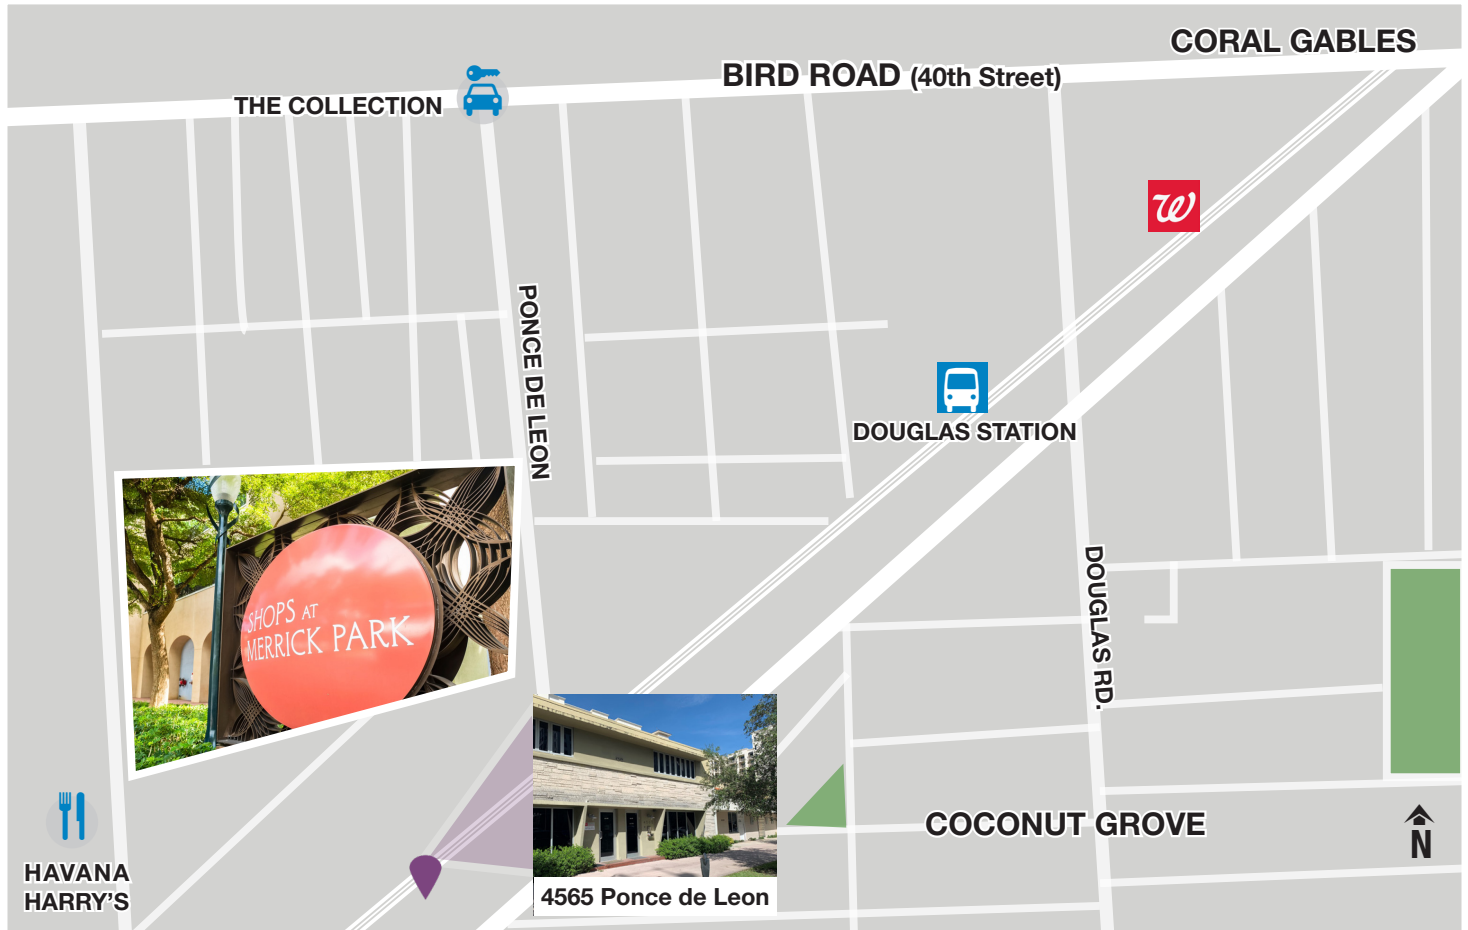 CORAL GABLES
BIRD ROAD (40th Street)
THE COLLECTION
W
PONCE DE LEON
DOUGLAS STATION
SHOPS AT
MERRICK PARK
DOUGLAS RD.
COCONUT GROVE
N
HAVANA
HARRY’S
4565 Ponce de Leon